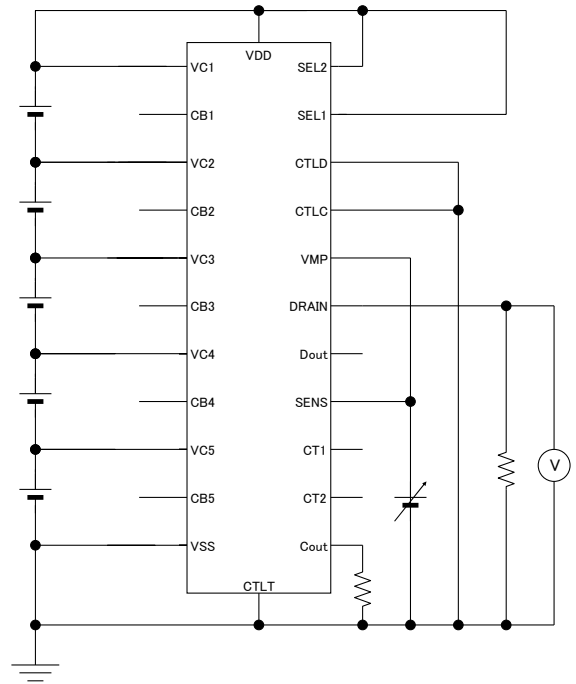 VDD
VC1
SEL2
CB1
SEL1
VC2
CTLD
CB2
CTLC
VC3
VMP
CB3
DRAIN
VC4
Dout
CB4
SENS
VC5
CT1
V
CB5
CT2
VSS
Cout
CTLT